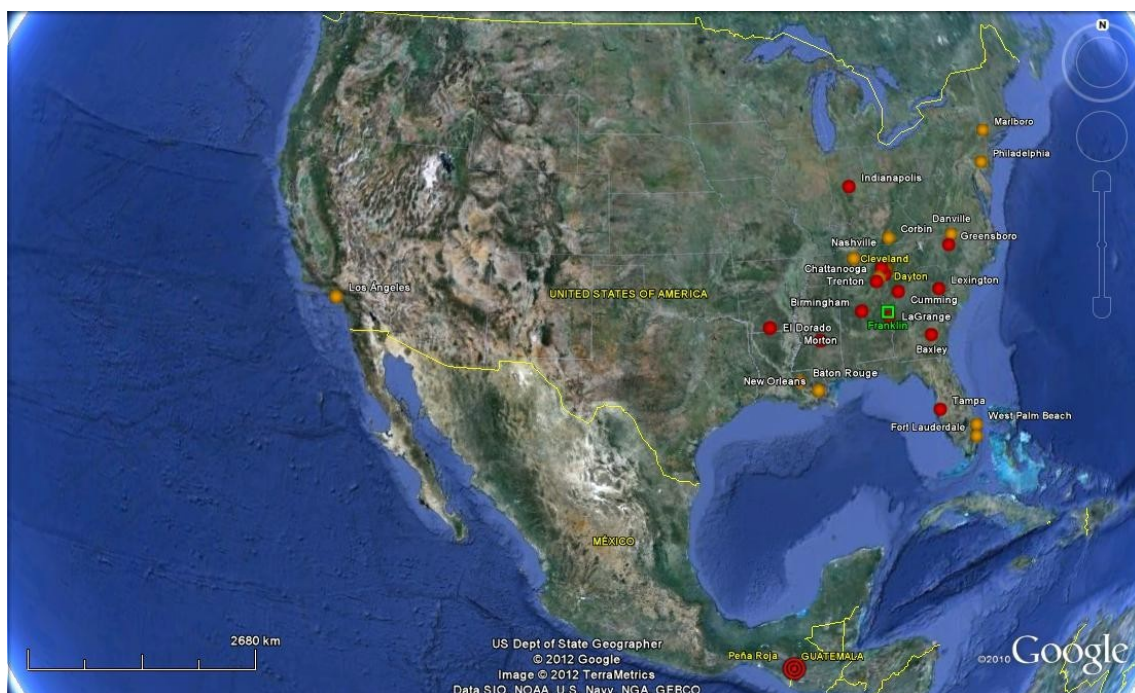 N
Marlboro
Philadelphia
Indianapolis
Danville
Corbin
Greensboro
Nashville
Cleveland
Chattanooga
Dayton
Trenton
Lexington
Los Angeles
UNITED STATES OF AMERICA
Cumming
Birmingham
LaGrange
Franklin
El Dorado
Morton
Baxley
Baton Rouge
New Orleans
Tampa
West Palm Beach
Fort Lauderdale
MÉXICO
2680 km
US Dept of State Geographer
© 2012 Google
Image © 2012 TerraMetrics
Data SIO, NOAA, U.S. Navy, NGA, GEBCO
Peña Roja
GUATEMALA
©2010 Google